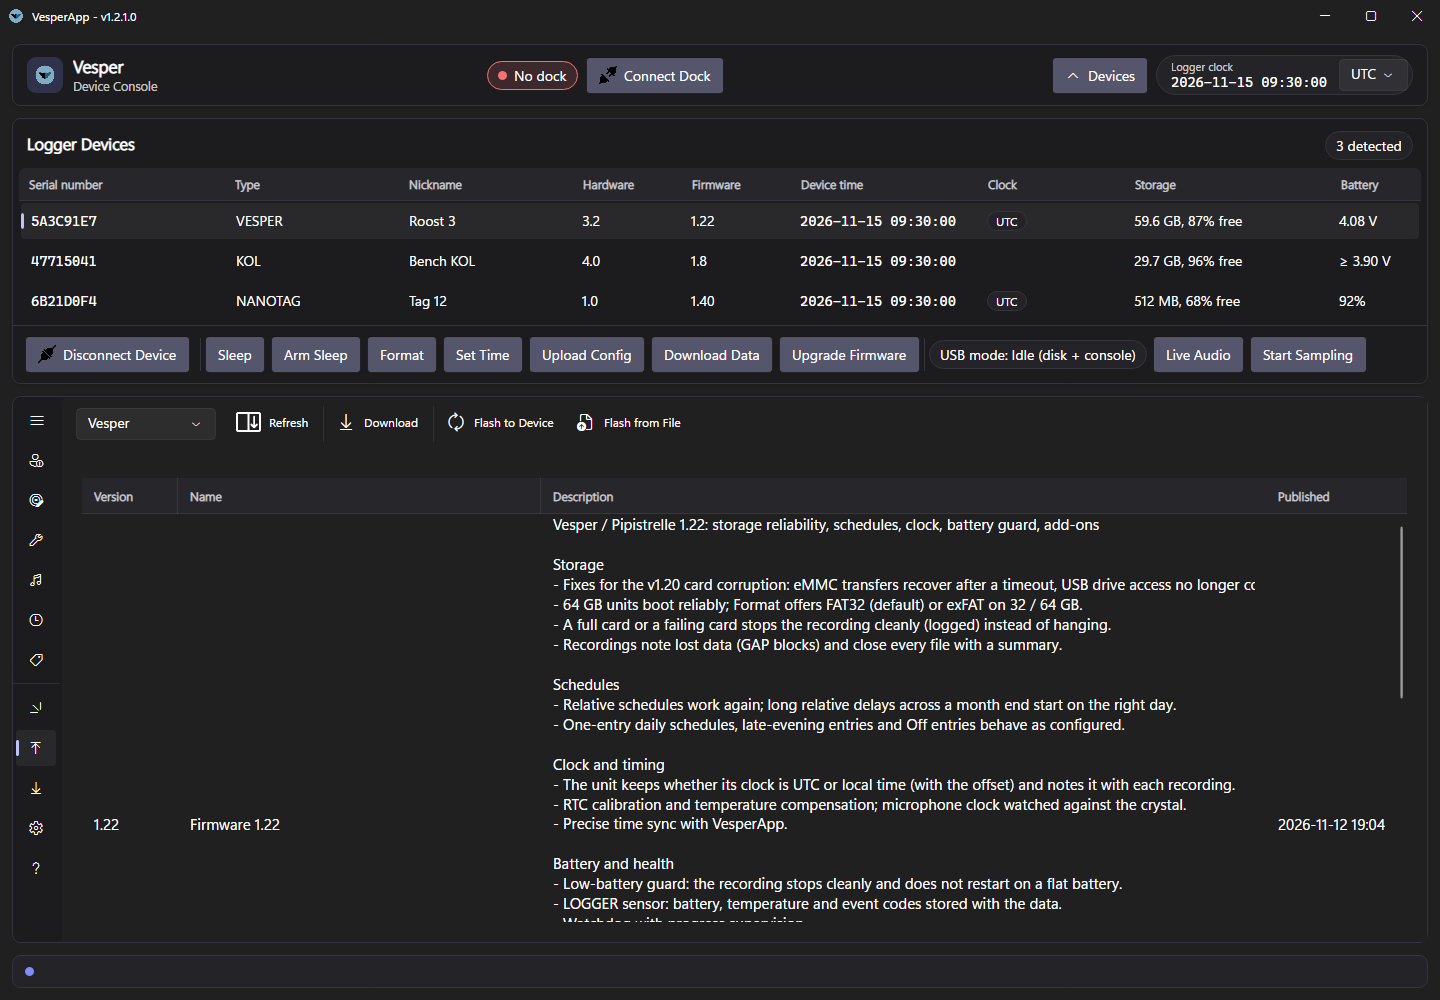 VesperApp - v1.2.1.0
Vesper
Device Console
No dock
Connect Dock
Devices
Logger clock
2026-11-15 09:30:00
UTC
Logger Devices
3 detected
Serial number Type Nickname Hardware Firmware Device time Clock Storage Battery
5A3C91E7 VESPER Roost 3 3.2 1.22 2026-11-15 09:30:00 UTC 59.6 GB, 87% free 4.08 V
47715041 KOL Bench KOL 4.0 1.8 2026-11-15 09:30:00 29.7 GB, 96% free ≥ 3.90 V
6B21D0F4 NANOTAG Tag 12 1.0 1.40 2026-11-15 09:30:00 UTC 512 MB, 68% free 92%
Disconnect Device Sleep Arm Sleep Format Set Time Upload Config Download Data Upgrade Firmware USB mode: Idle (disk + console) Live Audio Start Sampling
Vesper Refresh Download Flash to Device Flash from File
Version Name Description Published
Vesper / Pipistrelle 1.22: storage reliability, schedules, clock, battery guard, add-ons
Storage
- Fixes for the v1.20 card corruption: eMMC transfers recover after a timeout, USB drive access no longer
- 64 GB units boot reliably; Format offers FAT32 (default) or exFAT on 32 / 64 GB.
- A full card or a failing card stops the recording cleanly (logged) instead of hanging.
- Recordings note lost data (GAP blocks) and close every file with a summary.
Schedules
- Relative schedules work again; long relative delays across a month end start on the right day.
- One-entry daily schedules, late-evening entries and Off entries behave as configured.
Clock and timing
- The unit keeps whether its clock is UTC or local time (with the offset) and notes it with each recording.
- RTC calibration and temperature compensation; microphone clock watched against the crystal.
- Precise time sync with VesperApp.
1.22 Firmware 1.22 2026-11-12 19:04
Battery and health
- Low-battery guard: the recording stops cleanly and does not restart on a flat battery.
- LOGGER sensor: battery, temperature and event codes stored with the data.
- Watchdog with progress supervision